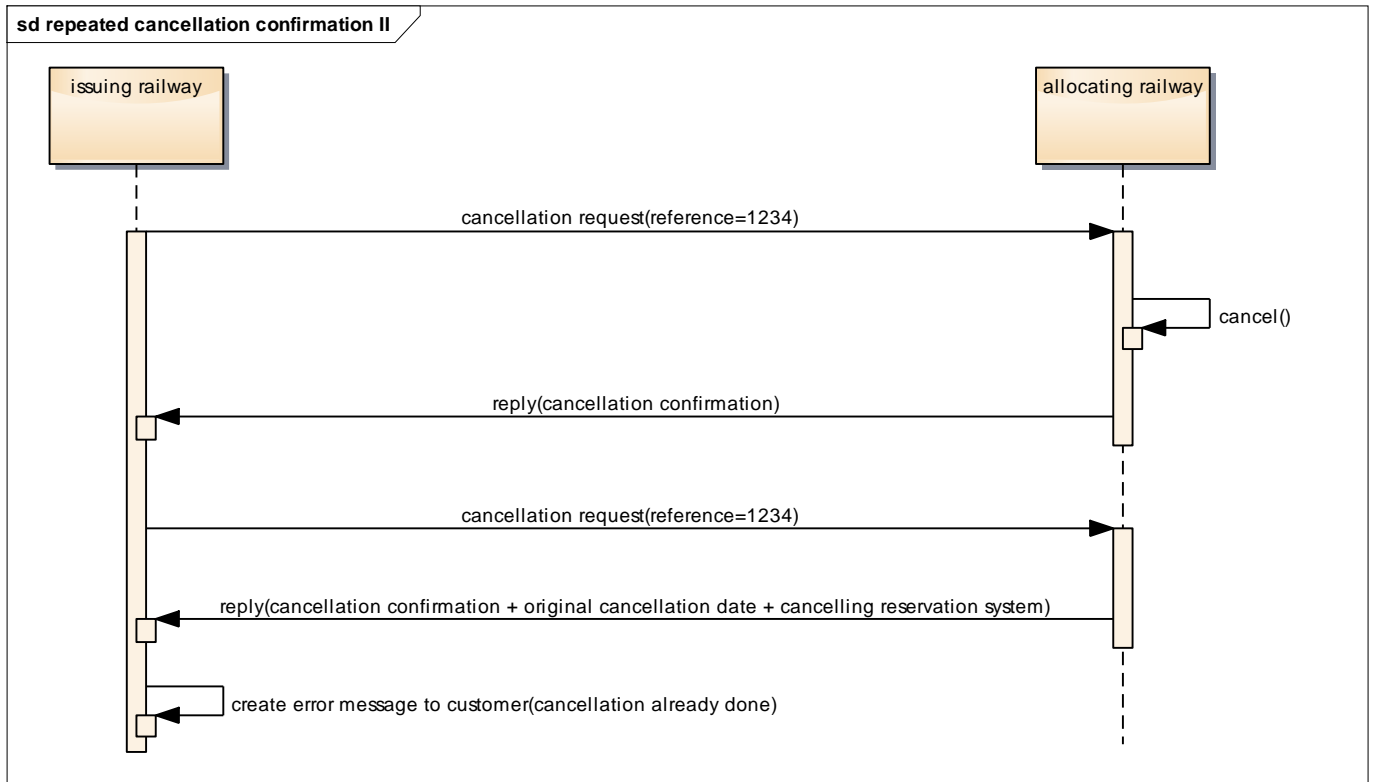 sd repeated cancellation confirmation II
issuing railway
allocating railway
cancellation request(reference=1234)
cancel()
reply(cancellation confirmation)
cancellation request(reference=1234)
reply(cancellation confirmation + original cancellation date + cancelling reservation system)
create error message to customer(cancellation already done)